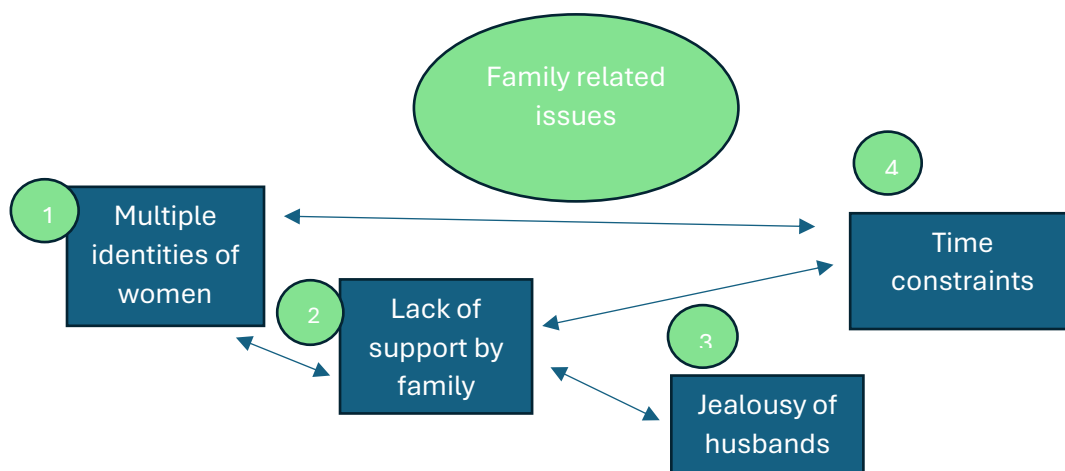 Family related
issues
1
Multiple
identities of
women
2
Lack of
support by
family
3
Jealousy of
husbands
4
Time
constraints